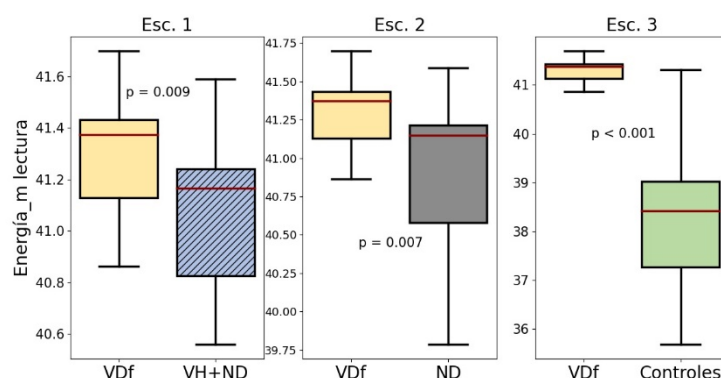 Esc. 1
Esc. 2
Esc. 3
Energía_m lectura
41.6
41.4
41.2
41.0
40.8
40.6
p = 0.009
VDf
VH+ND
41.75
41.50
41.25
41.00
40.75
40.50
40.25
40.00
39.75
p = 0.007
VDf
ND
41
40
39
38
37
36
p < 0.001
VDf
Controles